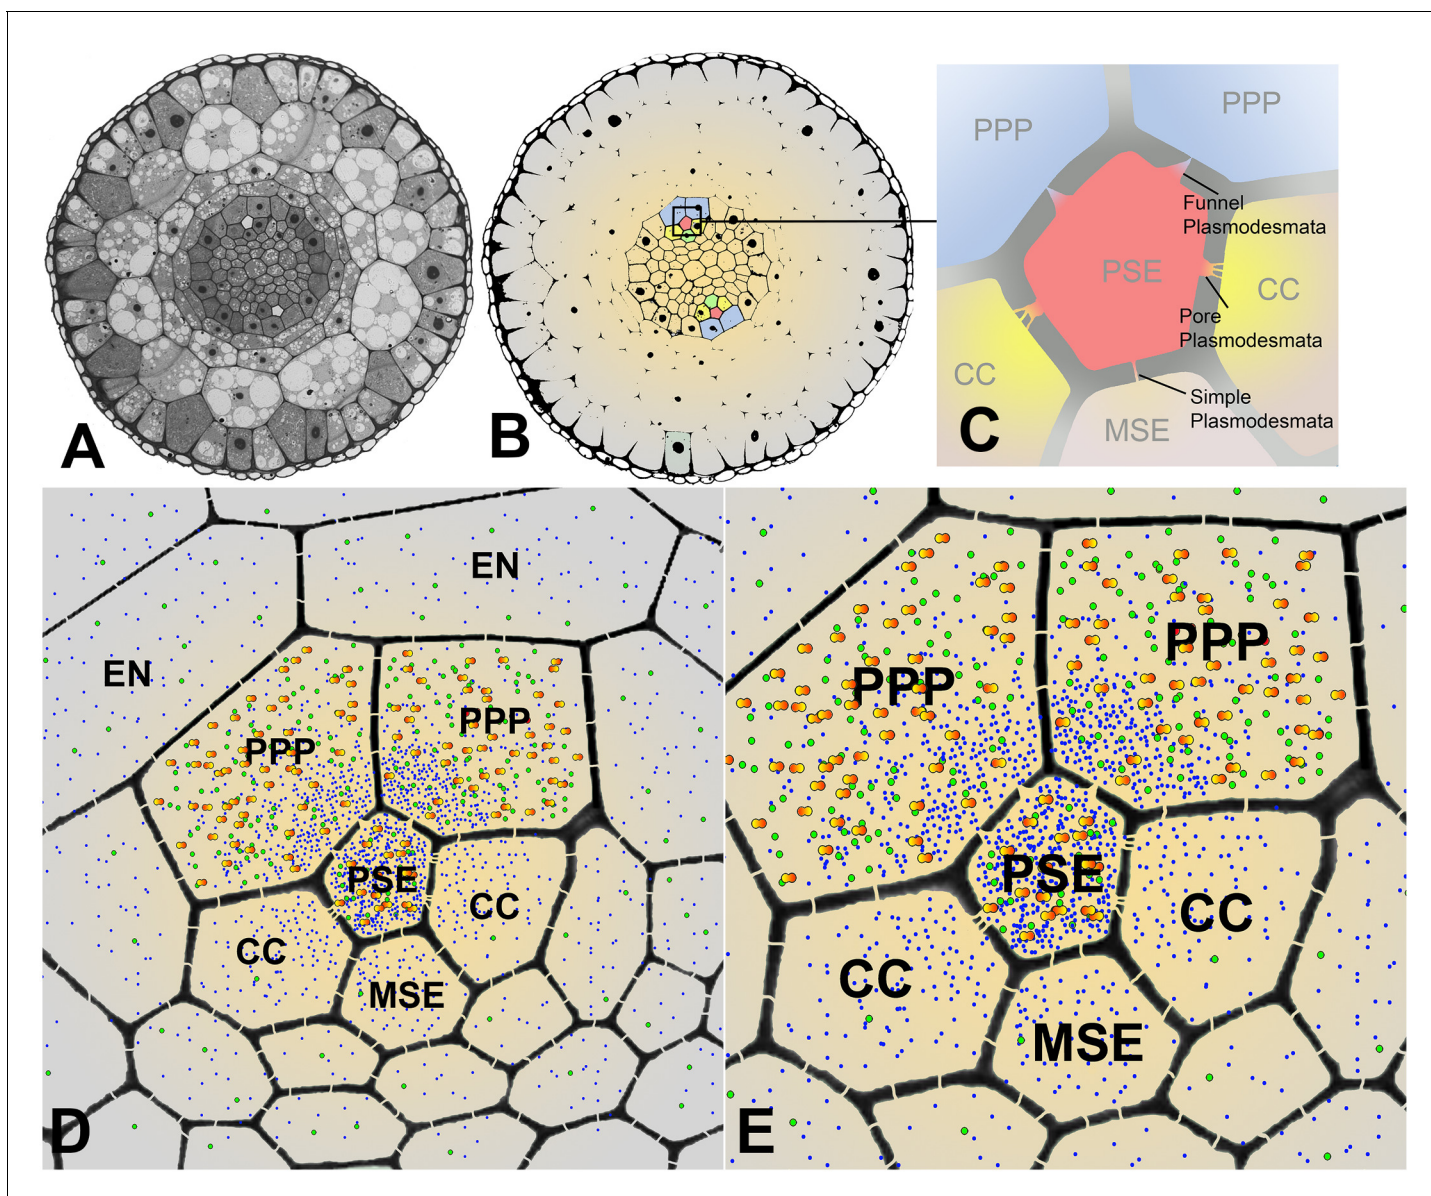 A
B
PPP
PPP
Funnel
Plasmodesmata
PSE
CC
Pore
Plasmodesmata
CC
Simple
Plasmodesmata
MSE
C
EN
EN
PPP
PPP
PSE
CC
CC
MSE
D
PPP
PPP
PSE
CC
CC
MSE
E